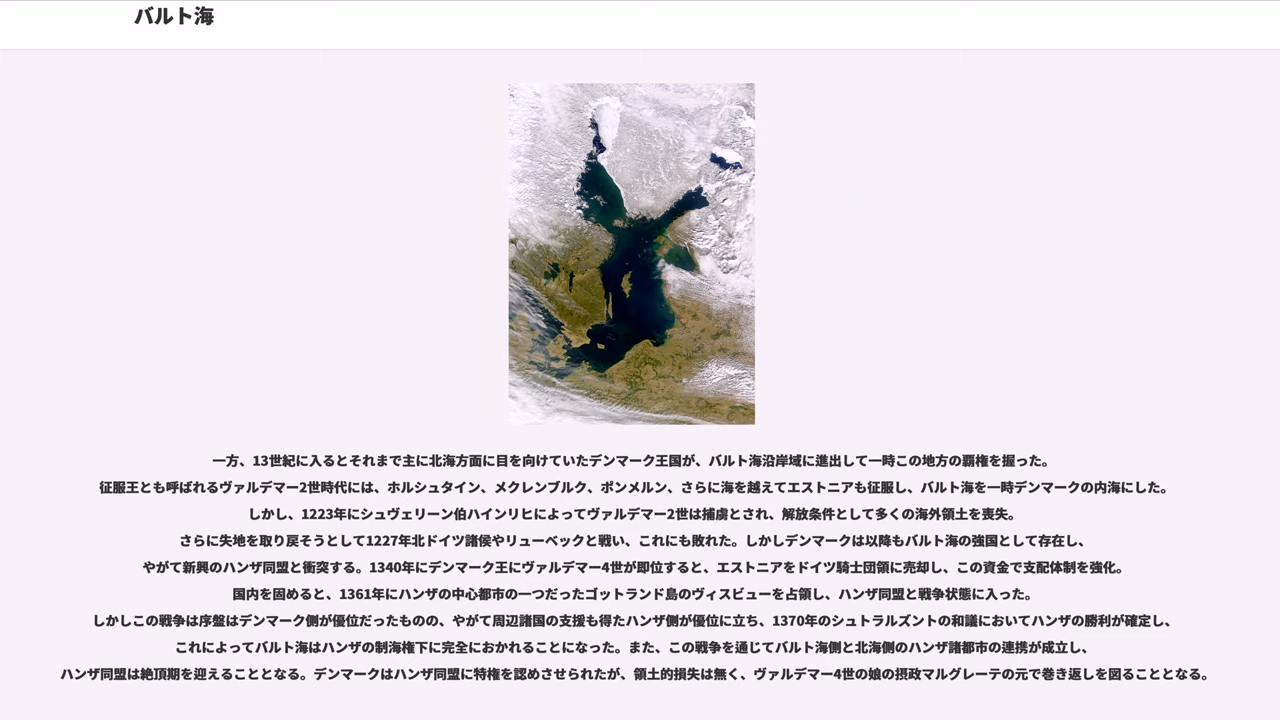 バルト海
一方、13世紀に入るとそれまで主に北海方面に目を向けていたデンマーク王国が、バルト海沿岸域に進出して一時この地方の覇権を握った。
征服王とも呼ばれるヴァルデマー2世時代には、ホルシュタイン、メクレンブルク、ポンメルン、さらに海を越えてエストニアも征服し、バルト海を一時デンマークの内海にした。
しかし、1223年にシュヴェリーン伯ハインリヒによってヴァルデマー2世は捕虜とされ、解放条件として多くの海外領土を喪失。
さらに失地を取り戻そうとして1227年北ドイツ諸侯やリューベックと戦い、これにも敗れた。しかしデンマークは以降もバルト海の強国として存在し、
やがて新興のハンザ同盟と衝突する。1340年にデンマーク王にヴァルデマー4世が即位すると、エストニアをドイツ騎士団領に売却し、この資金で支配体制を強化。
国内を固めると、1361年にハンザの中心都市の一つだったゴットランド島のヴィスビューを占領し、ハンザ同盟と戦争状態に入った。
しかしこの戦争は序盤はデンマーク側が優位だったものの、やがて周辺諸国の支援も得たハンザ側が優位に立ち、1370年のシュトラルズントの和議においてハンザの勝利が確定し、
これによってバルト海はハンザの制海権下に完全におかれることになった。また、この戦争を通じてバルト海側と北海側のハンザ諸都市の連携が成立し、
ハンザ同盟は絶頂期を迎えることとなる。デンマークはハンザ同盟に特権を認めさせられたが、領土的損失は無く、ヴァルデマー4世の娘の摂政マルグレーテの元で巻き返しを図ることとなる。